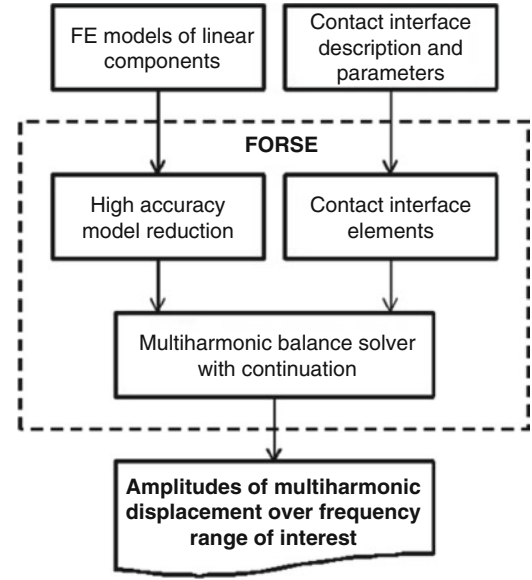 FE models of linear
components
Contact interface
description and
parameters
FORSE
High accuracy
model reduction
Contact interface
elements
Multiharmonic balance solver
with continuation
Amplitudes of multiharmonic
displacement over frequency
range of interest